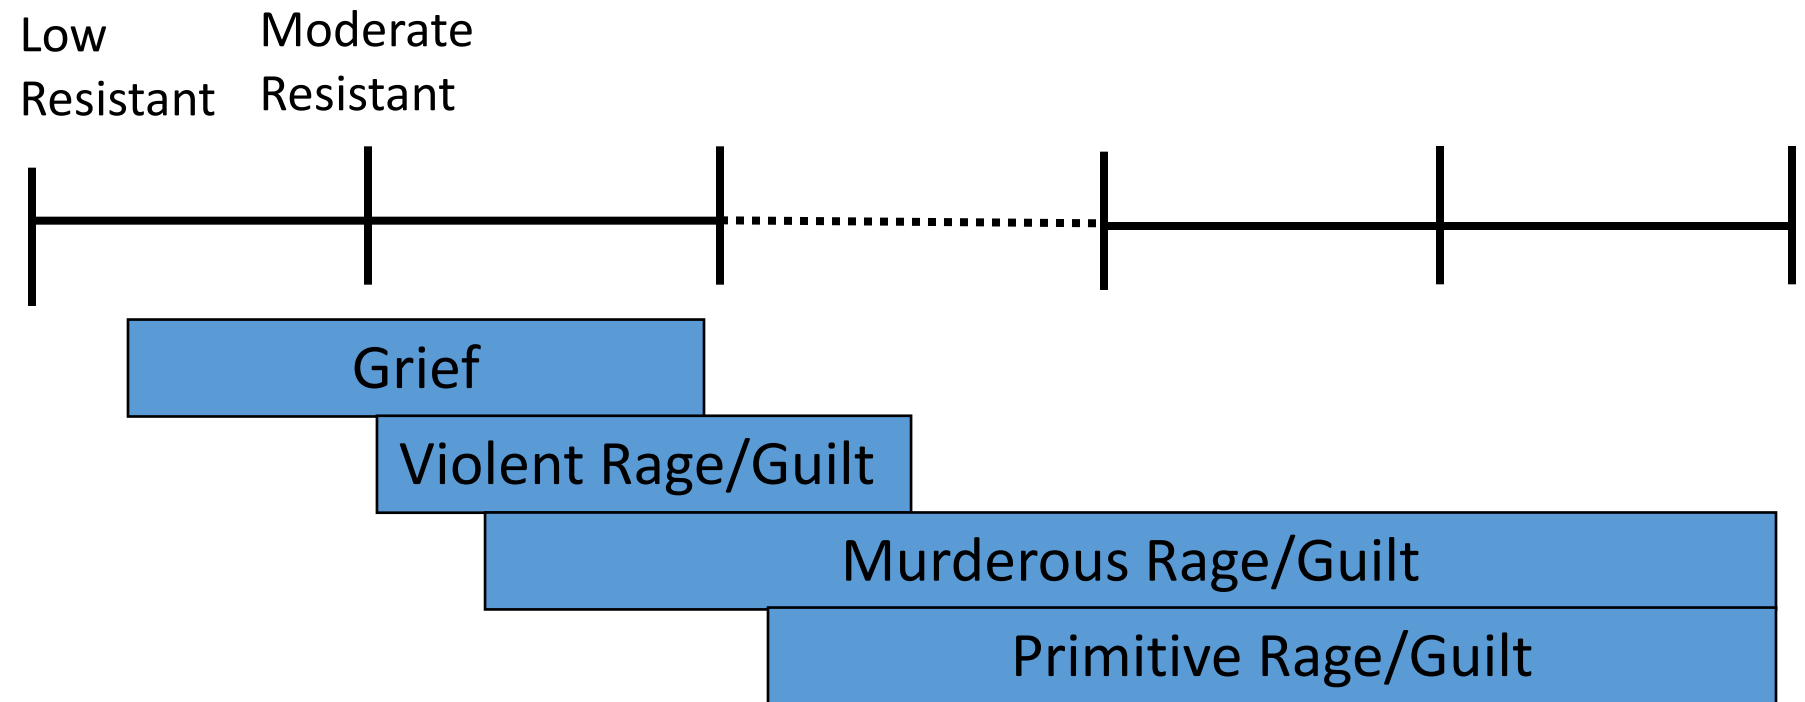 Low
Resistant
Moderate
Resistant
Grief
Violent Rage/Guilt
Murderous Rage/Guilt
Primitive Rage/Guilt